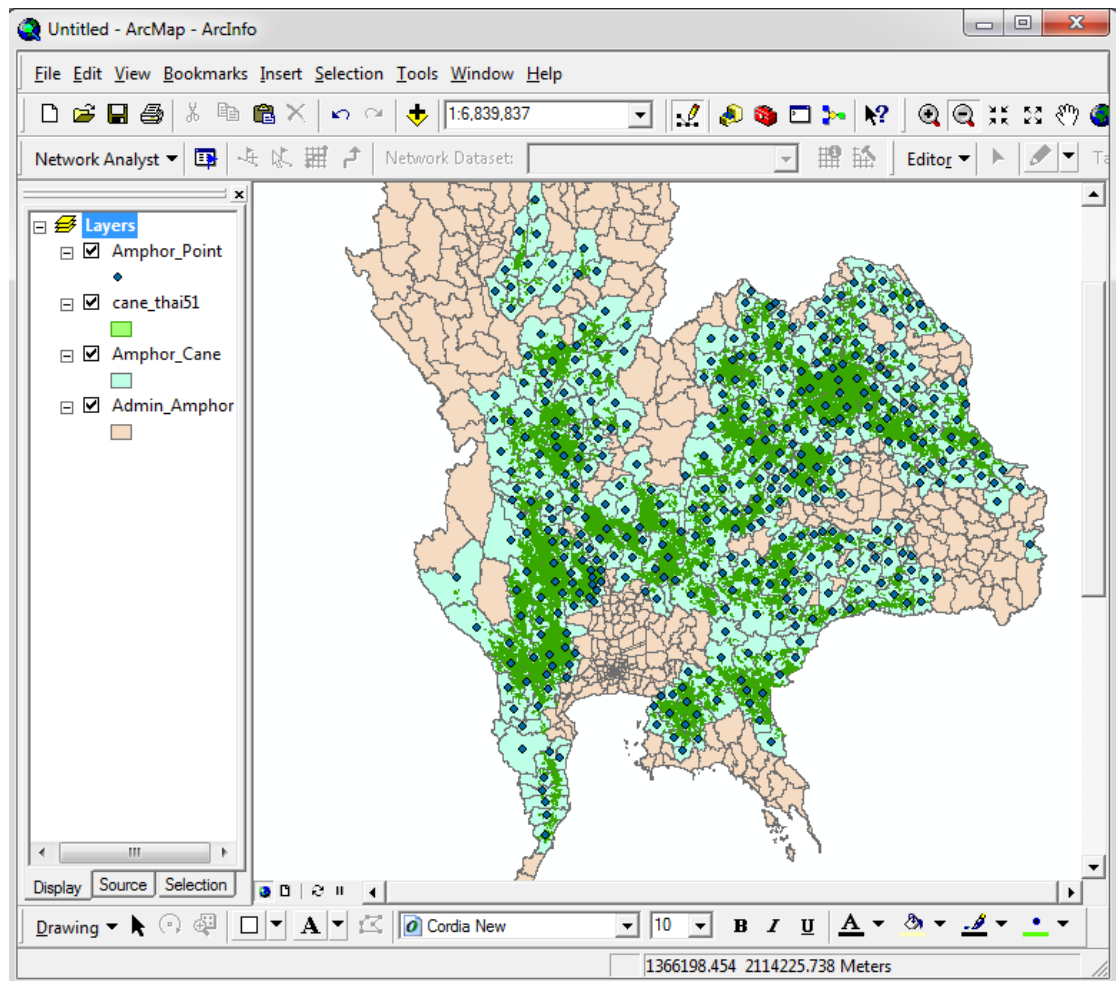 Untitled - ArcMap - ArcInfo
File Edit View Bookmarks Insert Selection Tools Window Help
1:6,839,837
Network Analyst Network Dataset: Editor Ta
Layers
Amphor_Point
cane_thai51
Amphor_Cane
Admin_Amphor
Display Source Selection
Drawing A Cordia New 10 B I U A
1366198.454 2114225.738 Meters